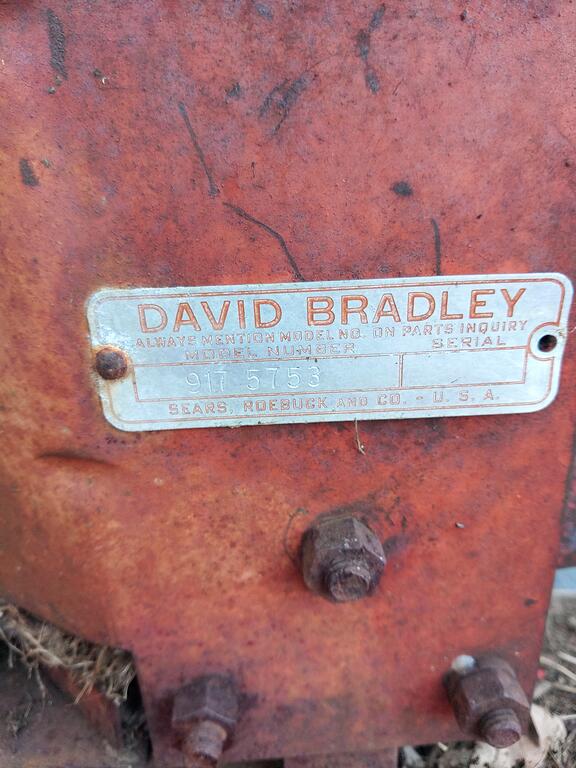 DAVID BRADLEY
ALWAYS MENTION MODEL NO. ON PARTS INQUIRY
MODEL NUMBER SERIAL
917 5753
SEARS, ROEBUCK AND CO. - U. S. A.